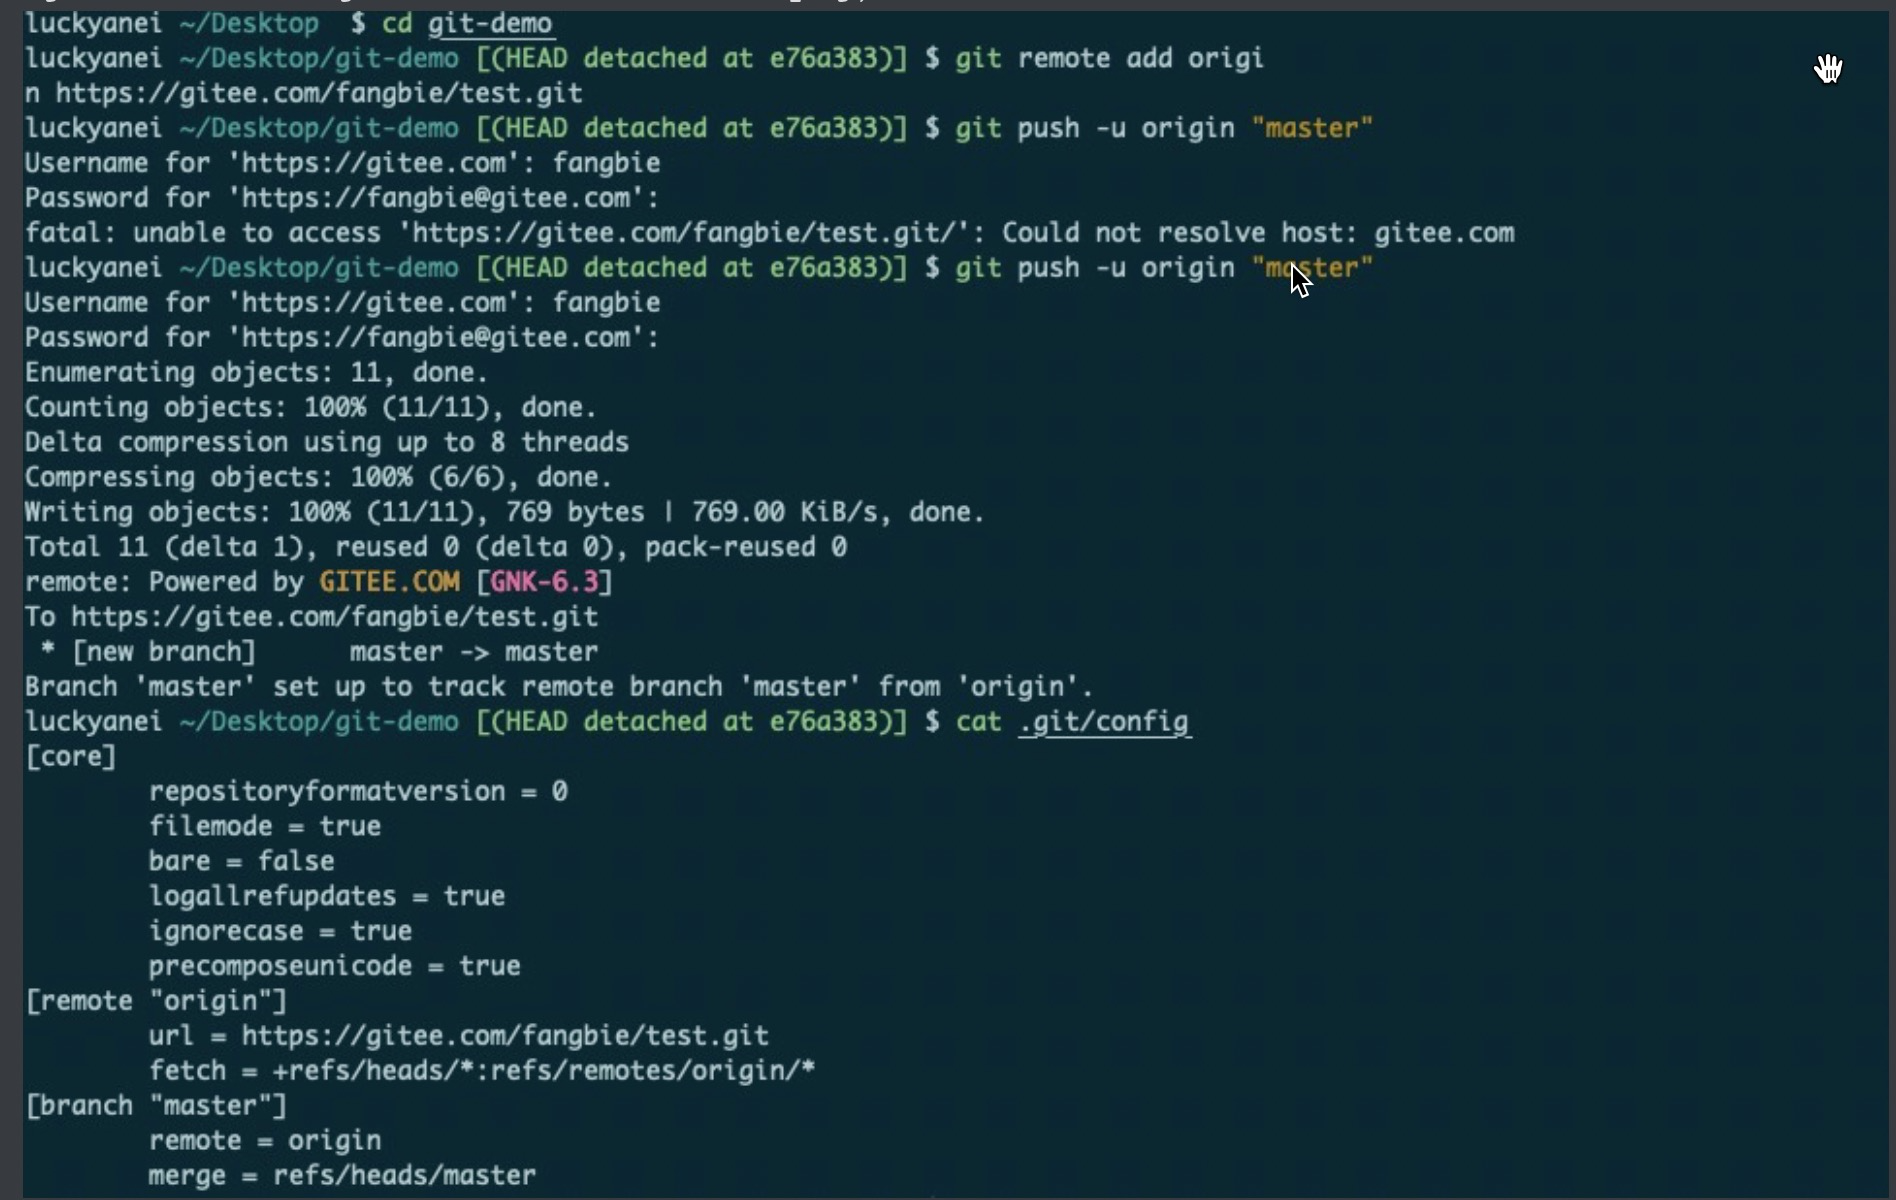 luckyanei ~/Desktop  $ cd git-demo
luckyanei ~/Desktop/git-demo [(HEAD detached at e76a383)] $ git remote add origi
n https://gitee.com/fangbie/test.git
luckyanei ~/Desktop/git-demo [(HEAD detached at e76a383)] $ git push -u origin "master"
Username for 'https://gitee.com': fangbie
Password for 'https://fangbie@gitee.com':
fatal: unable to access 'https://gitee.com/fangbie/test.git/': Could not resolve host: gitee.com
luckyanei ~/Desktop/git-demo [(HEAD detached at e76a383)] $ git push -u origin "master"
Username for 'https://gitee.com': fangbie
Password for 'https://fangbie@gitee.com':
Enumerating objects: 11, done.
Counting objects: 100% (11/11), done.
Delta compression using up to 8 threads
Compressing objects: 100% (6/6), done.
Writing objects: 100% (11/11), 769 bytes | 769.00 KiB/s, done.
Total 11 (delta 1), reused 0 (delta 0), pack-reused 0
remote: Powered by GITEE.COM [GNK-6.3]
To https://gitee.com/fangbie/test.git
 * [new branch]      master -> master
Branch 'master' set up to track remote branch 'master' from 'origin'.
luckyanei ~/Desktop/git-demo [(HEAD detached at e76a383)] $ cat .git/config
[core]
        repositoryformatversion = 0
        filemode = true
        bare = false
        logallrefupdates = true
        ignorecase = true
        precomposeunicode = true
[remote "origin"]
        url = https://gitee.com/fangbie/test.git
        fetch = +refs/heads/*:refs/remotes/origin/*
[branch "master"]
        remote = origin
        merge = refs/heads/master